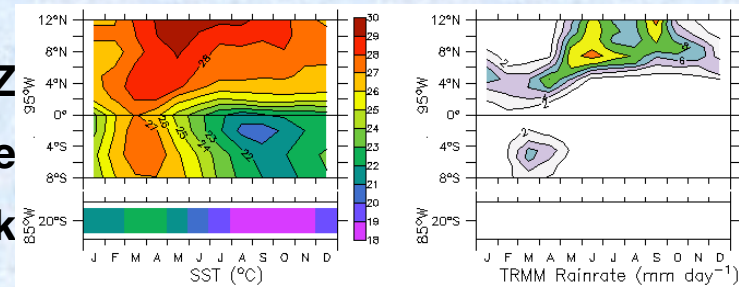 Z
e
k
12°N
8°N
4°N
0°
4°S
8°S
95°W
28
27
26
25
24
23
22
30
29
28
27
26
25
24
23
22
21
20
19
18
20°S
85°W
J F M A M J J A S O N D
SST (°C)
12°N
8°N
4°N
0°
4°S
8°S
95°W
2
2
6
2
2
20°S
85°W
J F M A M J J A S O N D
TRMM Rainrate (mm day⁻¹)